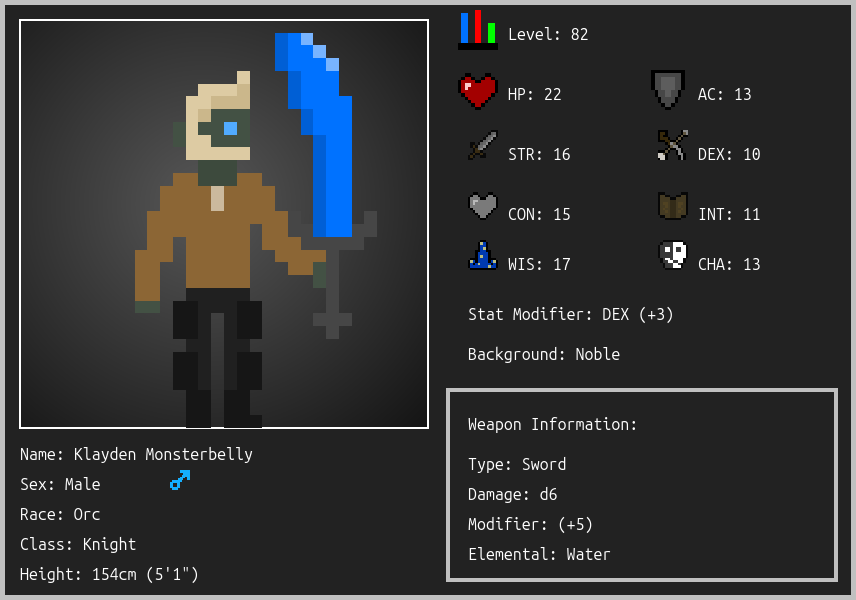 Level: 82
HP: 22
AC: 13
STR: 16
DEX: 10
CON: 15
INT: 11
WIS: 17
CHA: 13
Stat Modifier: DEX (+3)
Background: Noble
Weapon Information:
Type: Sword
Damage: d6
Modifier: (+5)
Elemental: Water
Name: Klayden Monsterbelly
Sex: Male
Race: Orc
Class: Knight
Height: 154cm (5'1")